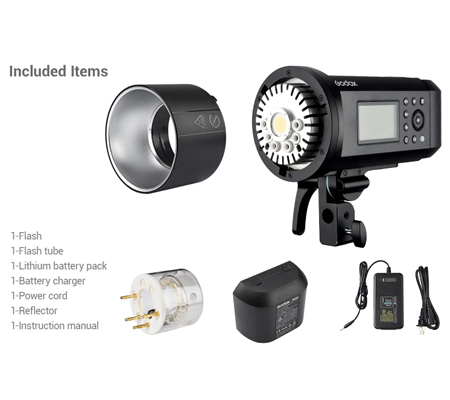 Included Items
Godox
1-Flash
1-Flash tube
1-Lithium battery pack
1-Battery charger
1-Power cord
1-Reflector
1-Instruction manual